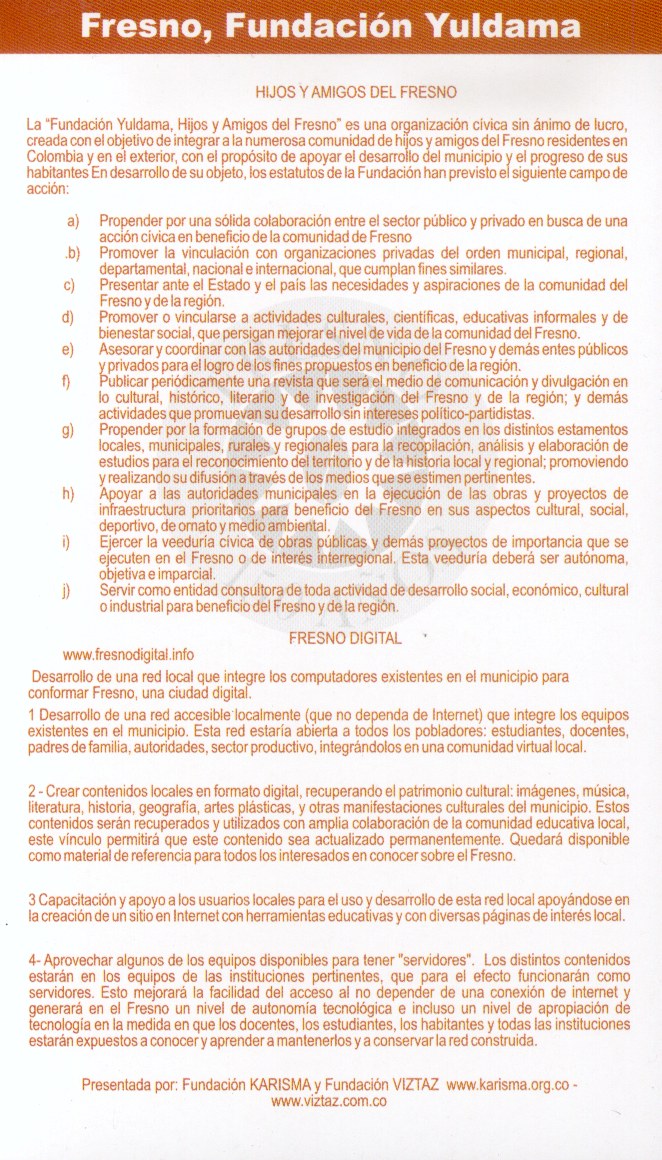 Fresno, Fundación Yuldama
HIJOS Y AMIGOS DEL FRESNO
La “Fundación Yuldama, Hijos y Amigos del Fresno” es una organización cívica sin ánimo de lucro,
creada con el objetivo de integrar a la numerosa comunidad de hijos y amigos del Fresno residentes en
Colombia y en el exterior, con el propósito de apoyar el desarrollo del municipio y el progreso de sus
habitantes En desarrollo de su objeto, los estatutos de la Fundación han previsto el siguiente campo de
acción:
a) Propender por una sólida colaboración entre el sector público y privado en busca de una
acción cívica en beneficio de la comunidad de Fresno
.b) Promover la vinculación con organizaciones privadas del orden municipal, regional,
departamental, nacional e internacional, que cumplan fines similares.
c) Presentar ante el Estado y el país las necesidades y aspiraciones de la comunidad del
Fresno y de la región.
d) Promover o vincularse a actividades culturales, científicas, educativas informales y de
bienestar social, que persigan mejorar el nivel de vida de la comunidad del Fresno.
e) Asesorar y coordinar con las autoridades del municipio del Fresno y demás entes públicos
y privados para el logro de los fines propuestos en beneficio de la región.
f) Publicar periódicamente una revista que será el medio de comunicación y divulgación en
lo cultural, histórico, literario y de investigación del Fresno y de la región; y demás
actividades que promuevan su desarrollo sin intereses político-partidistas.
g) Propender por la formación de grupos de estudio integrados en los distintos estamentos
locales, municipales, rurales y regionales para la recopilación, análisis y elaboración de
estudios para el reconocimiento del territorio y de la historia local y regional; promoviendo
y realizando su difusión a través de los medios que se estimen pertinentes.
h) Apoyar a las autoridades municipales en la ejecución de las obras y proyectos de
infraestructura prioritarios para beneficio del Fresno en sus aspectos cultural, social,
deportivo, de ornato y medio ambiental.
i) Ejercer la veeduría cívica de obras públicas y demás proyectos de importancia que se
ejecuten en el Fresno o de interés interregional. Esta veeduría deberá ser autónoma,
objetiva e imparcial.
j) Servir como entidad consultora de toda actividad de desarrollo social, económico, cultural
o industrial para beneficio del Fresno y de la región.
FRESNO DIGITAL
www.fresnodigital.info
Desarrollo de una red local que integre los computadores existentes en el municipio para
conformar Fresno, una ciudad digital.
1 Desarrollo de una red accesible localmente (que no dependa de Internet) que integre los equipos
existentes en el municipio. Esta red estaría abierta a todos los pobladores: estudiantes, docentes,
padres de familia, autoridades, sector productivo, integrándolos en una comunidad virtual local.
2 - Crear contenidos locales en formato digital, recuperando el patrimonio cultural: imágenes, música,
literatura, historia, geografía, artes plásticas, y otras manifestaciones culturales del municipio. Estos
contenidos serán recuperados y utilizados con amplia colaboración de la comunidad educativa local,
este vínculo permitirá que este contenido sea actualizado permanentemente. Quedará disponible
como material de referencia para todos los interesados en conocer sobre el Fresno.
3 Capacitación y apoyo a los usuarios locales para el uso y desarrollo de esta red local apoyándose en
la creación de un sitio en Internet con herramientas educativas y con diversas páginas de interés local.
4- Aprovechar algunos de los equipos disponibles para tener "servidores". Los distintos contenidos
estarán en los equipos de las instituciones pertinentes, que para el efecto funcionarán como
servidores. Esto mejorará la facilidad del acceso al no depender de una conexión de internet y
generará en el Fresno un nivel de autonomía tecnológica e incluso un nivel de apropiación de
tecnología en la medida en que los docentes, los estudiantes, los habitantes y todas las instituciones
estarán expuestos a conocer y aprender a mantenerlos y a conservar la red construida.
Presentada por: Fundación KARISMA y Fundación VIZTAZ www.karisma.org.co -
www.viztaz.com.co